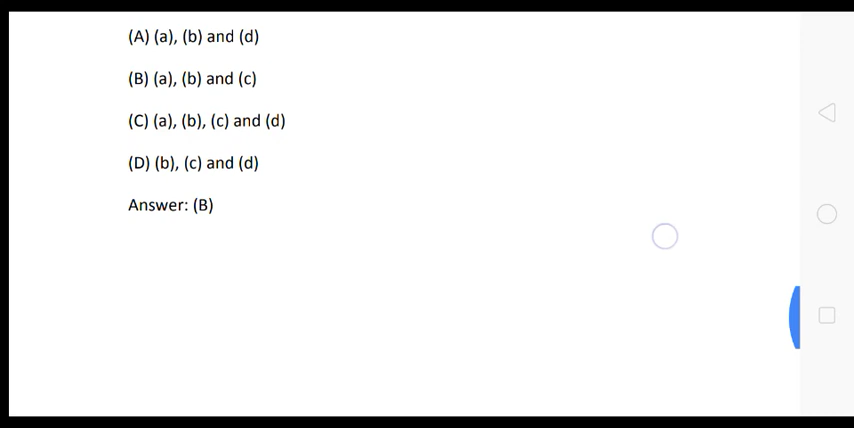 (A) (a), (b) and (d)
(B) (a), (b) and (c)
(C) (a), (b), (c) and (d)
(D) (b), (c) and (d)
Answer: (B)